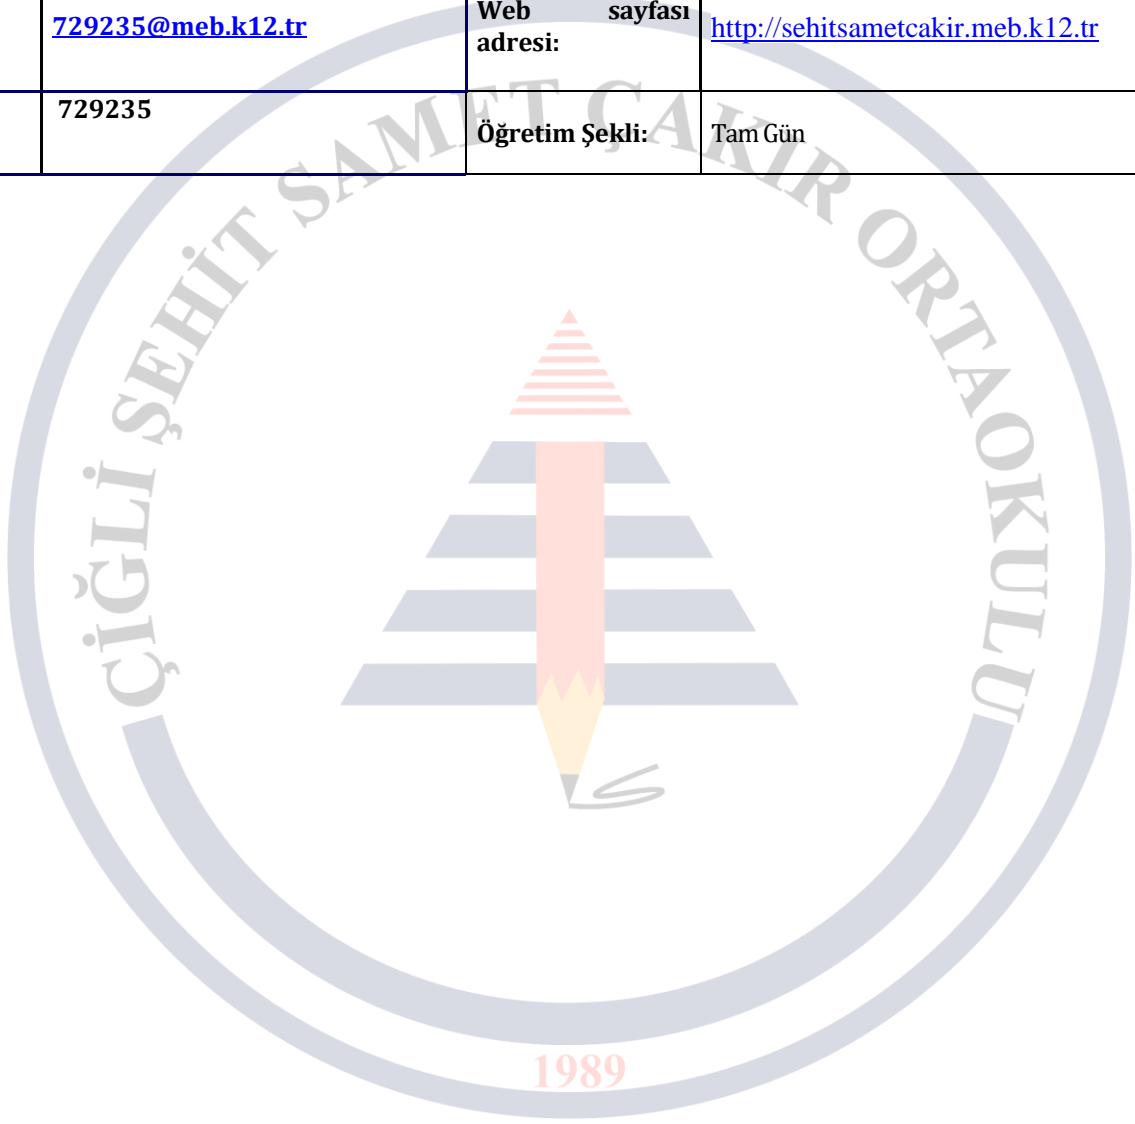 729235@meb.k12.tr
Web sayfası
adresi:
http://sehitsametcakir.meb.k12.tr
729235
Öğretim Şekli:
Tam Gün
ÇİĞLİ ŞEHİT SAMET ÇAKIR ORTAOKULU
1989